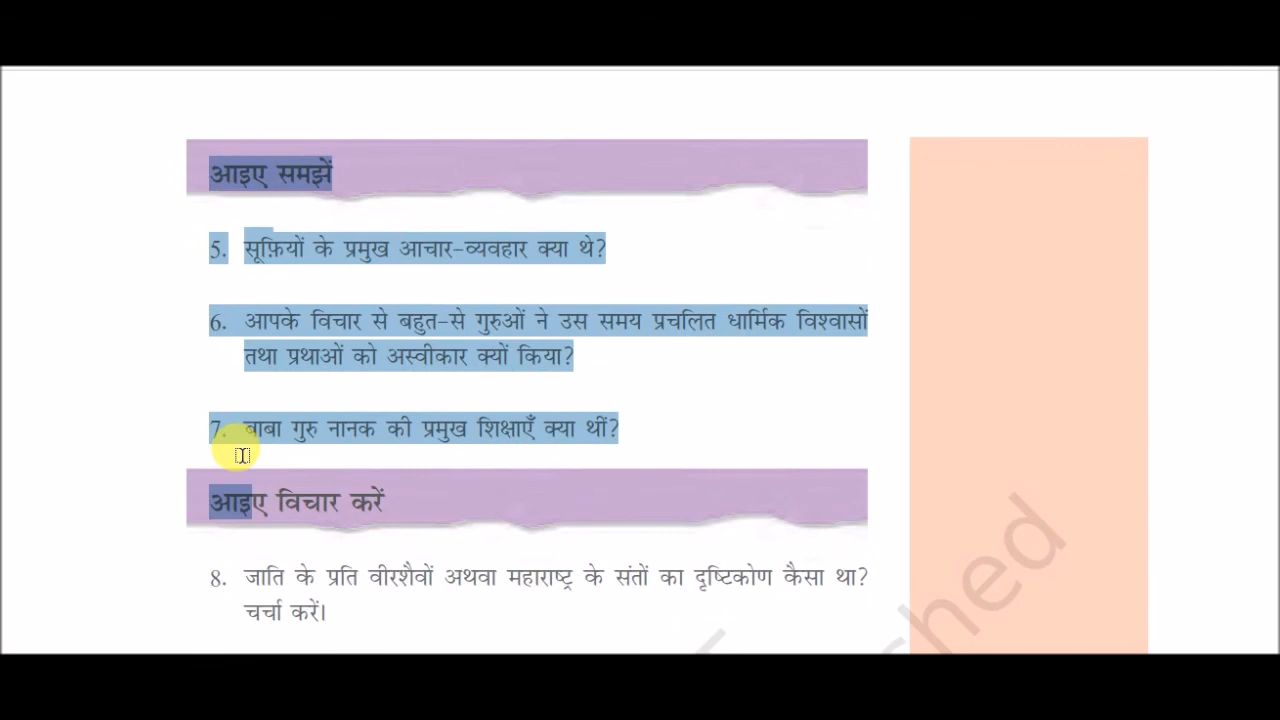 आइए समझें
5. सूफ़ियों के प्रमुख आचार-व्यवहार क्या थे?
6. आपके विचार से बहुत-से गुरुओं ने उस समय प्रचलित धार्मिक विश्वासों
तथा प्रथाओं को अस्वीकार क्यों किया?
7. बाबा गुरु नानक की प्रमुख शिक्षाएँ क्या थीं?
आइए विचार करें
8. जाति के प्रति वीरशैवों अथवा महाराष्ट्र के संतों का दृष्टिकोण कैसा था?
चर्चा करें।